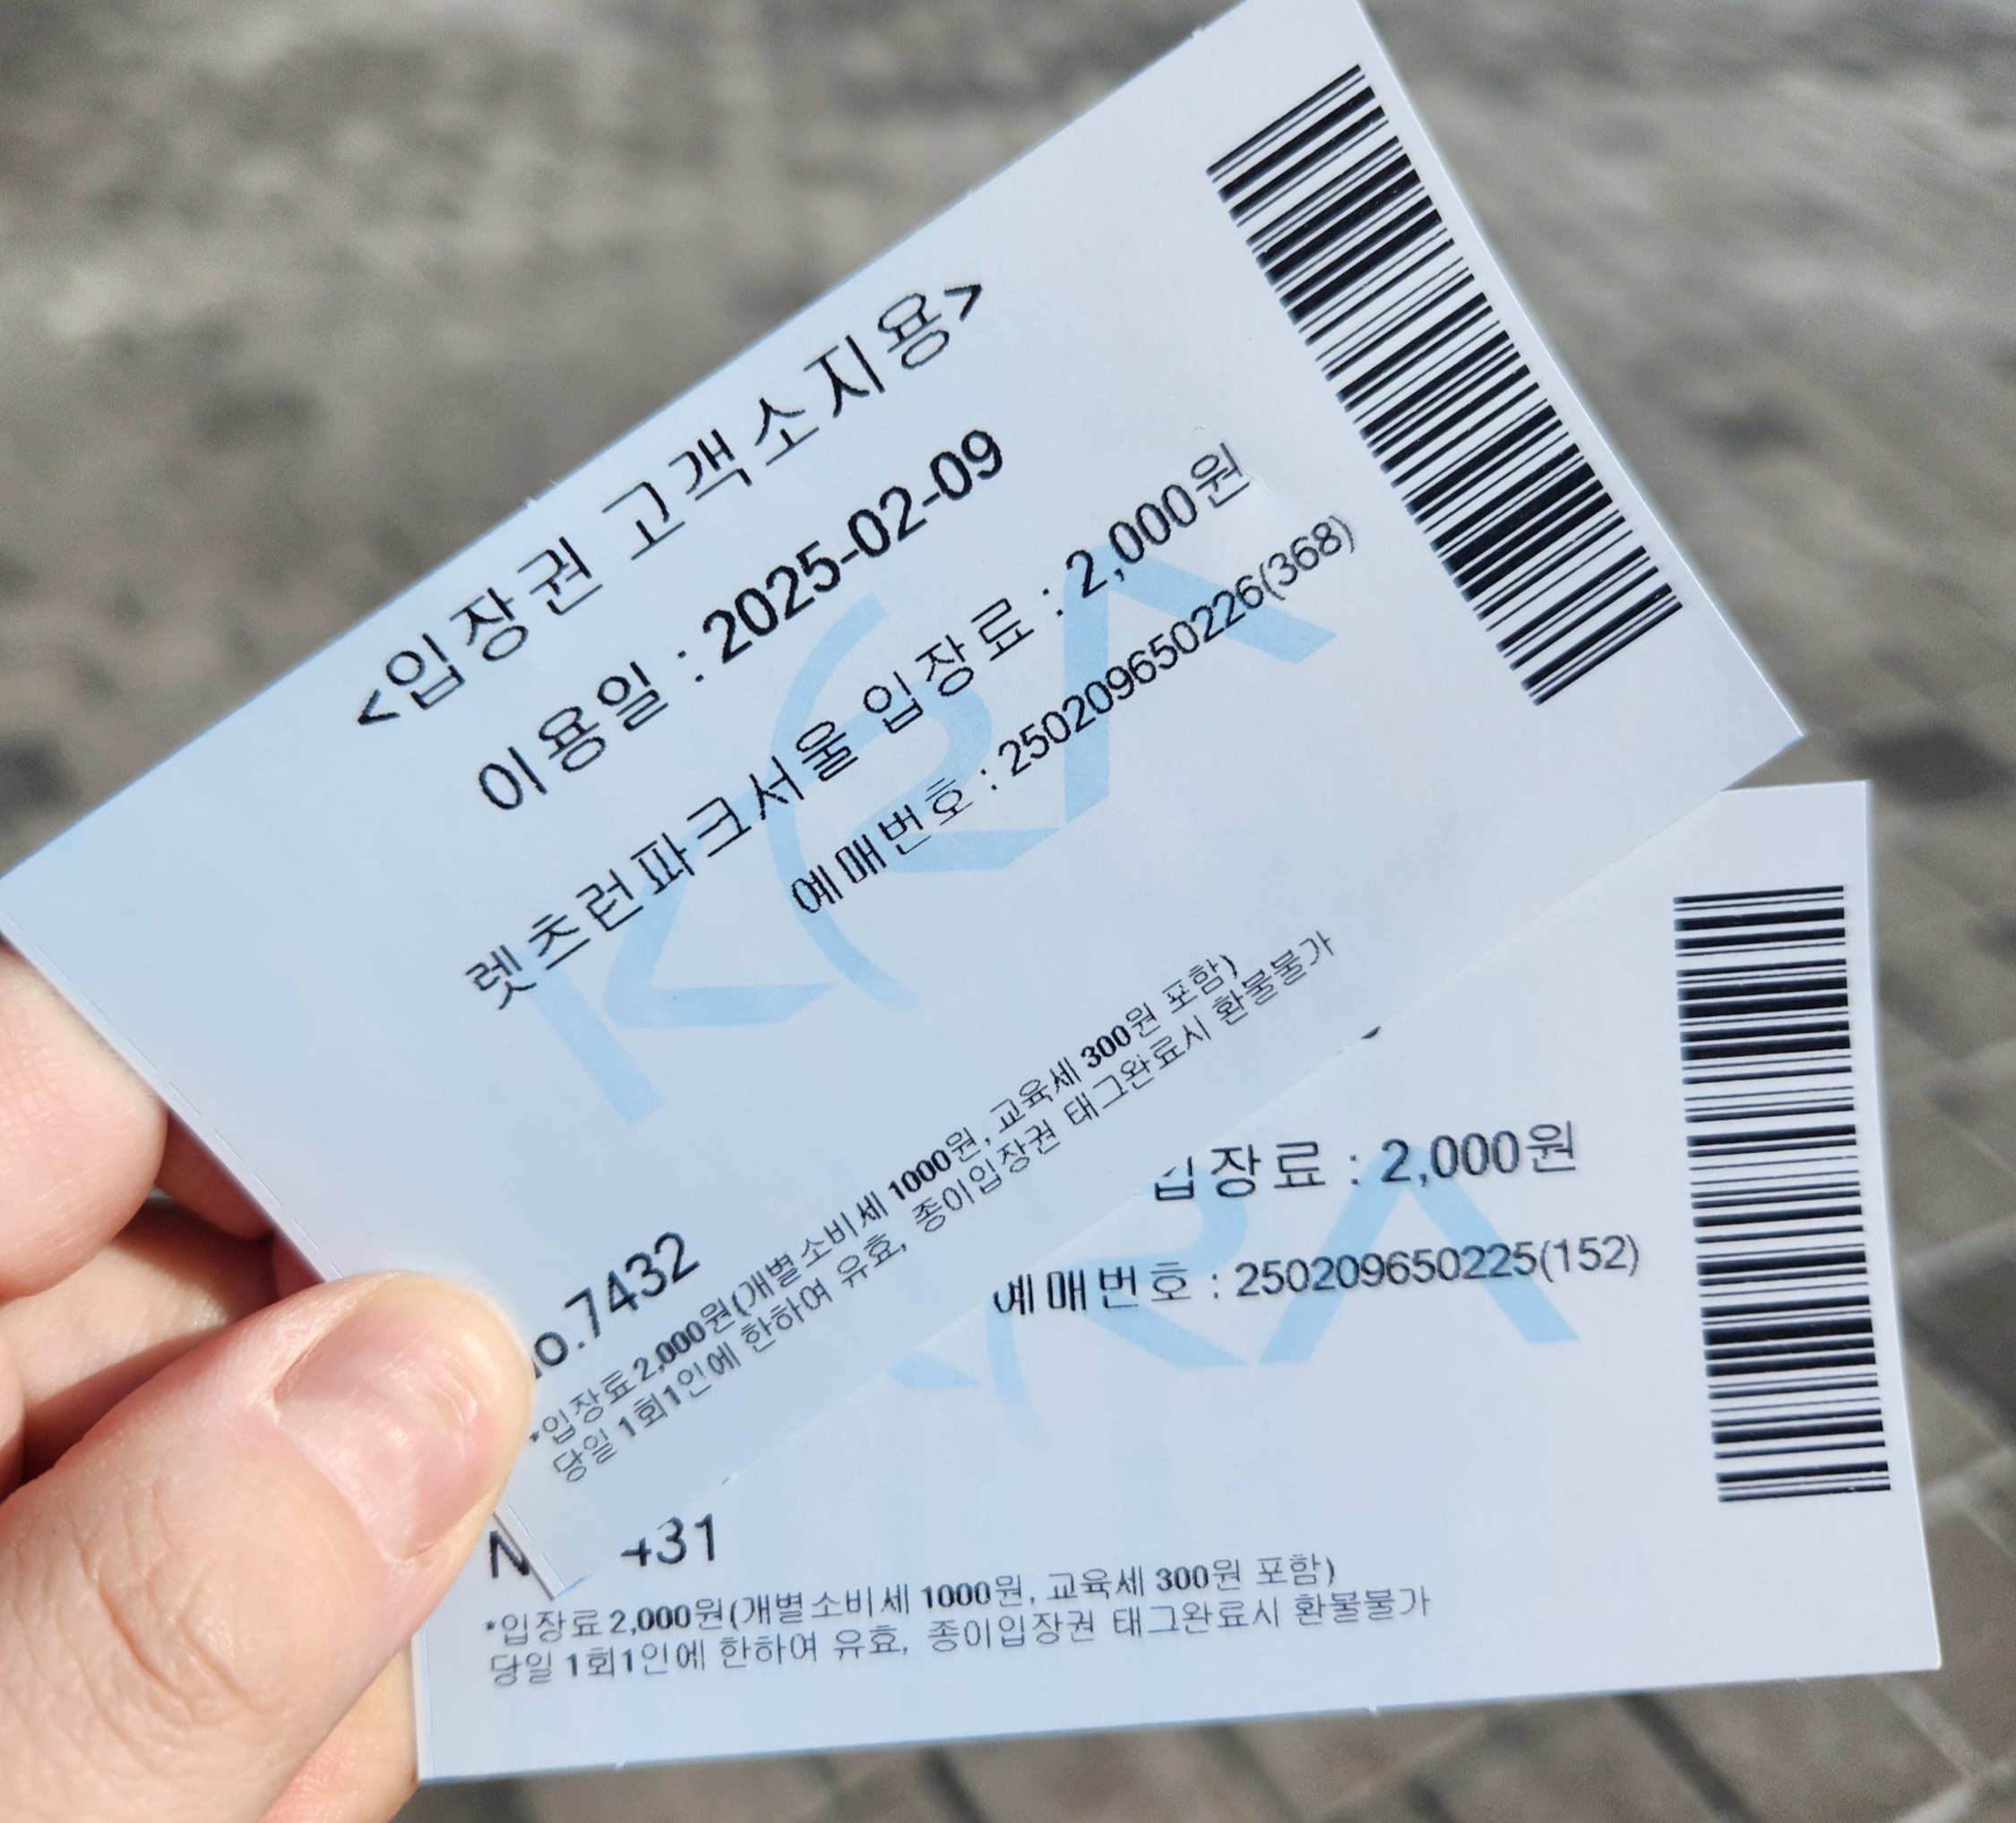 <입장권 고객소지용>
이용일 : 2025-02-09
렛츠런파크서울 입장료 : 2,000원
예매번호 : 250209650226(368)
KRA
No.7432
*입장료 2,000원(개별소비세 1000원, 교육세 300원 포함)
당일 1회1인에 한하여 유효, 종이입장권 태그완료시 환불불가
입장료 : 2,000원
예매번호 : 250209650225(152)
KRA
431
*입장료 2,000원(개별소비세 1000원, 교육세 300원 포함)
당일 1회1인에 한하여 유효, 종이입장권 태그완료시 환불불가